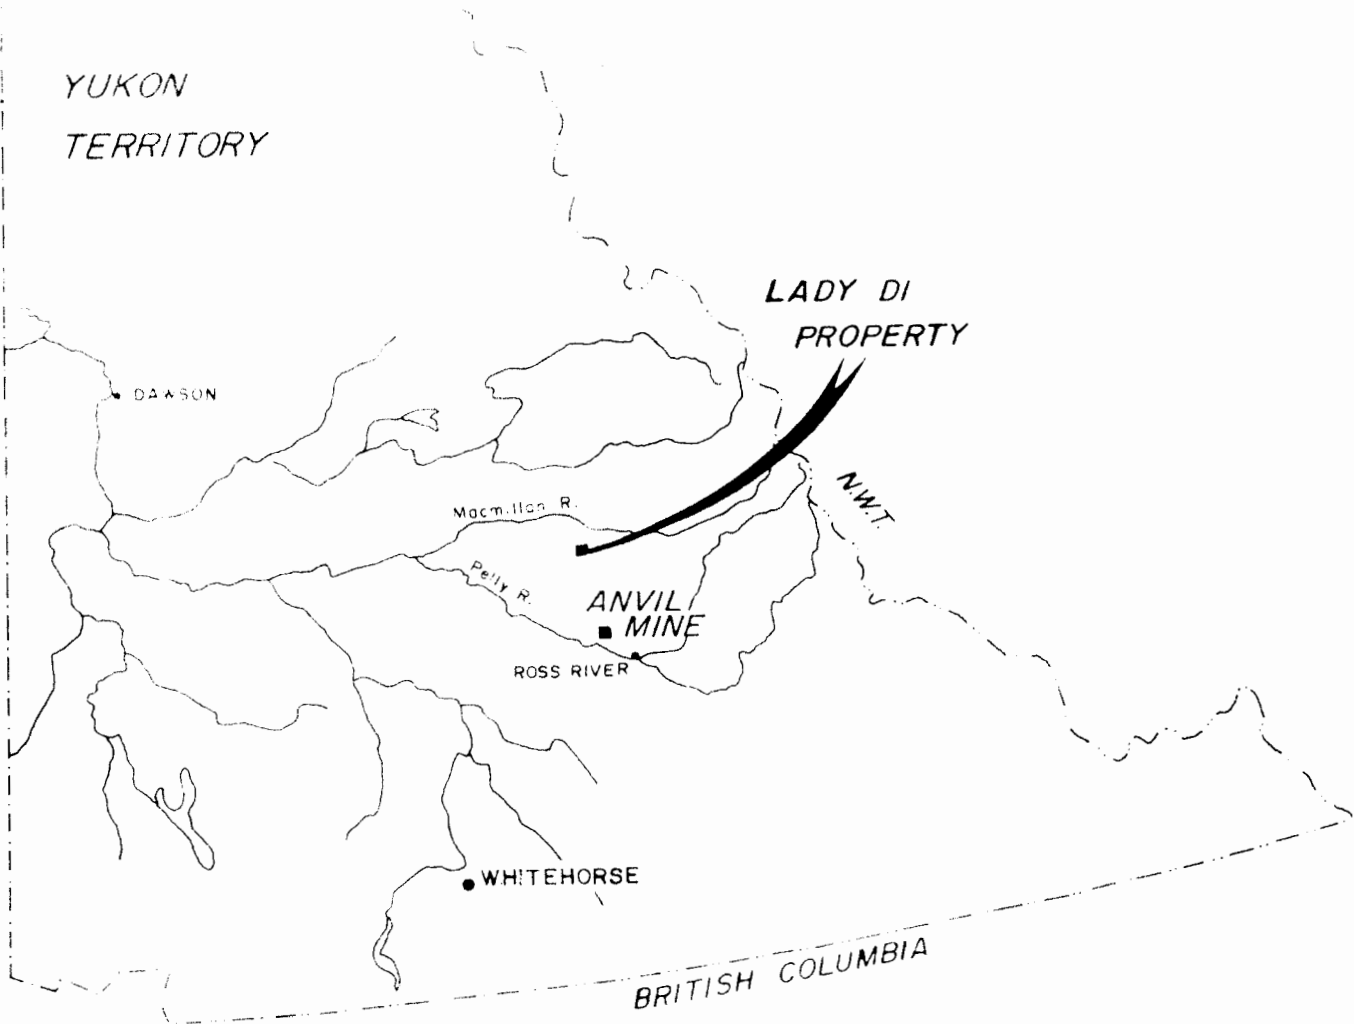 YUKON
TERRITORY
LADY DI
PROPERTY
DAWSON
N.W.T.
Macmillan R.
Pelly R.
ANVIL
MINE
ROSS RIVER
WHITEHORSE
BRITISH COLUMBIA